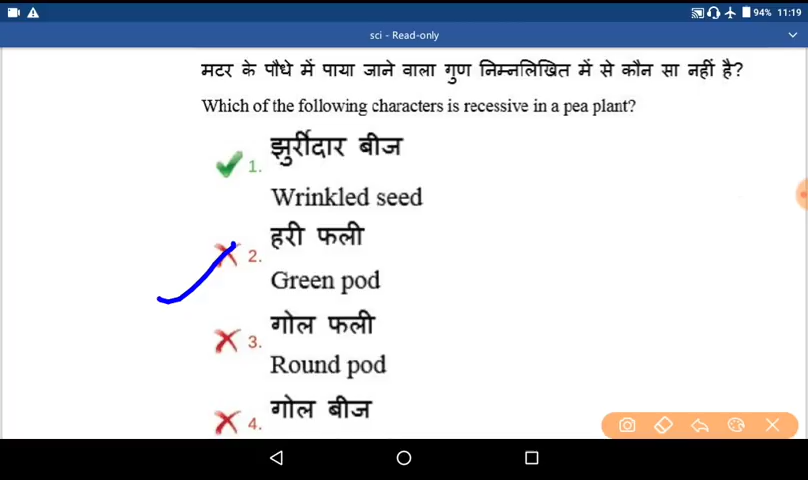 94% 11:19
sci - Read-only
मटर के पौधे में पाया जाने वाला गुण निम्नलिखित में से कौन सा नहीं है?
Which of the following characters is recessive in a pea plant?
1. झुर्रीदार बीज
Wrinkled seed
2. हरी फली
Green pod
3. गोल फली
Round pod
4. गोल बीज